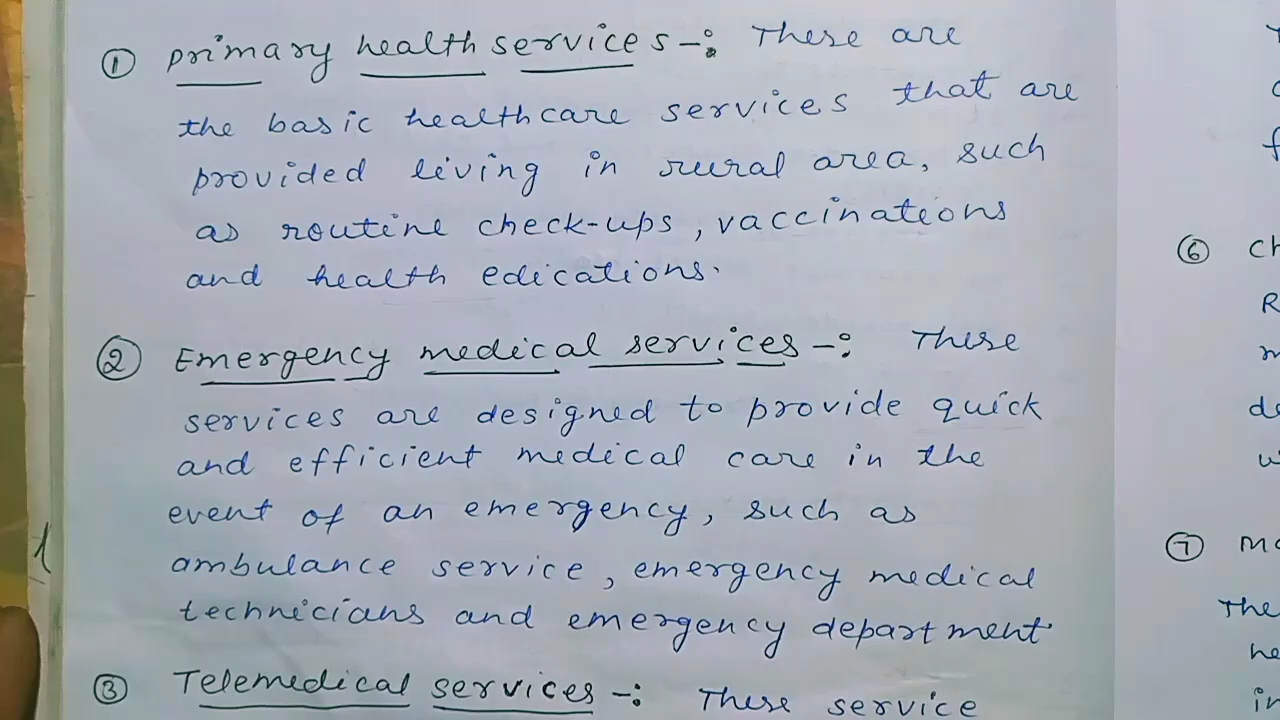 ① primary health services -: These are
the basic healthcare services that are
provided living in rural area, such
as routine check-ups, vaccinations
and health edications.
② Emergency medical services -: These
services are designed to provide quick
and efficient medical care in the
event of an emergency, such as
ambulance service, emergency medical
technicians and emergency department
③ Telemedical services -: These service
⑥
⑦
The